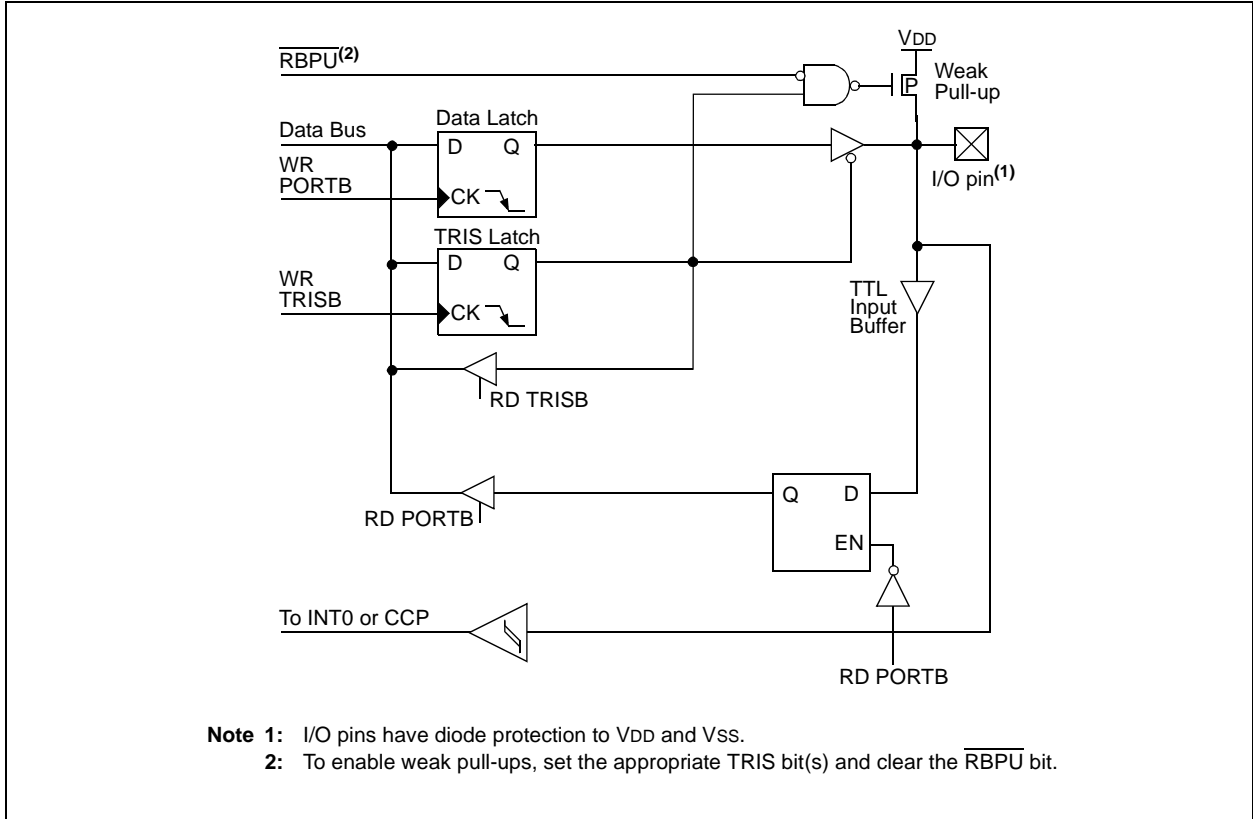 VDD
RBPU(2)
Weak
Pull-up
P
Data Latch
Data Bus
D Q
WR
PORTB
CK
I/O pin(1)
TRIS Latch
D Q
WR
TRISB
CK
TTL
Input
Buffer
RD TRISB
Q D
RD PORTB
EN
To INT0 or CCP
RD PORTB
Note 1: I/O pins have diode protection to VDD and VSS.
2: To enable weak pull-ups, set the appropriate TRIS bit(s) and clear the RBPU bit.